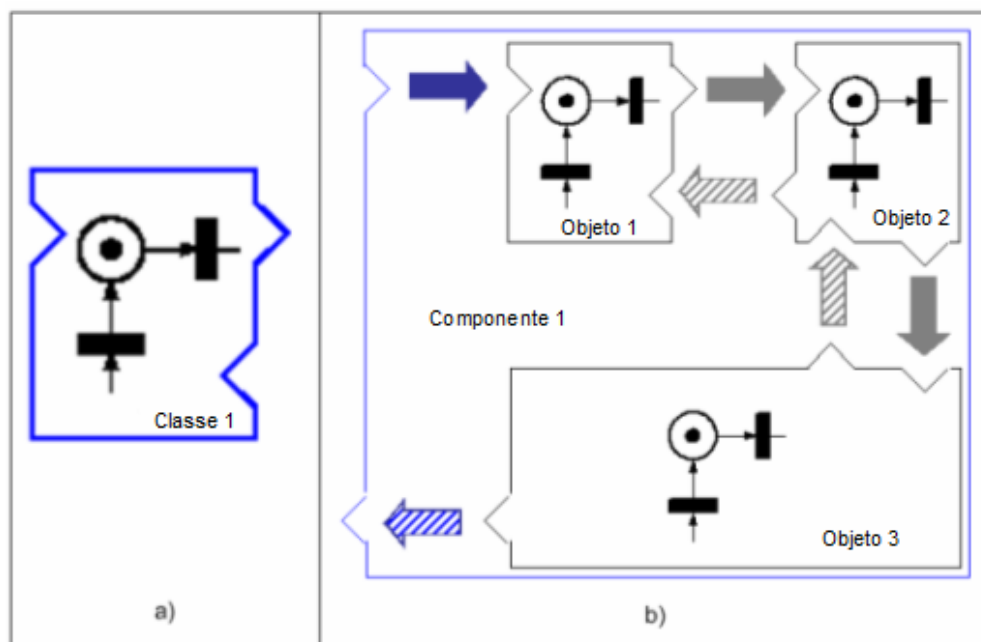 Classe 1
a)
Objeto 1
Objeto 2
Componente 1
Objeto 3
b)